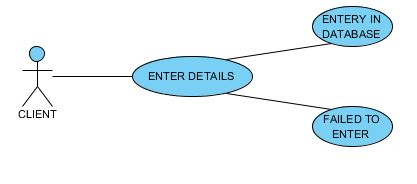 ENTERY IN
DATABASE
ENTER DETAILS
CLIENT
FAILED TO
ENTER